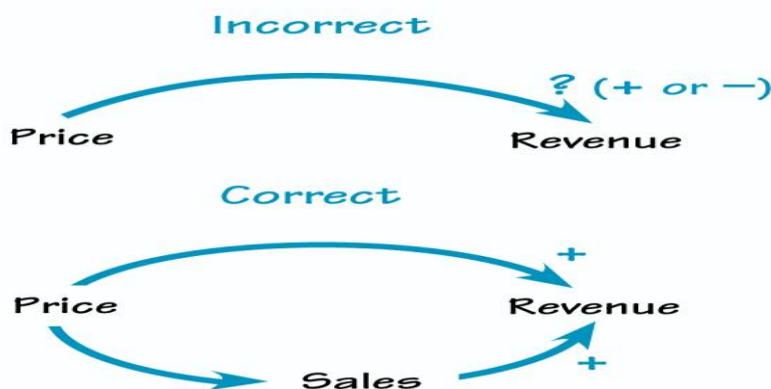 Incorrect
? (+ or −)
Price
Revenue
Correct
+
Price
Revenue
+
Sales